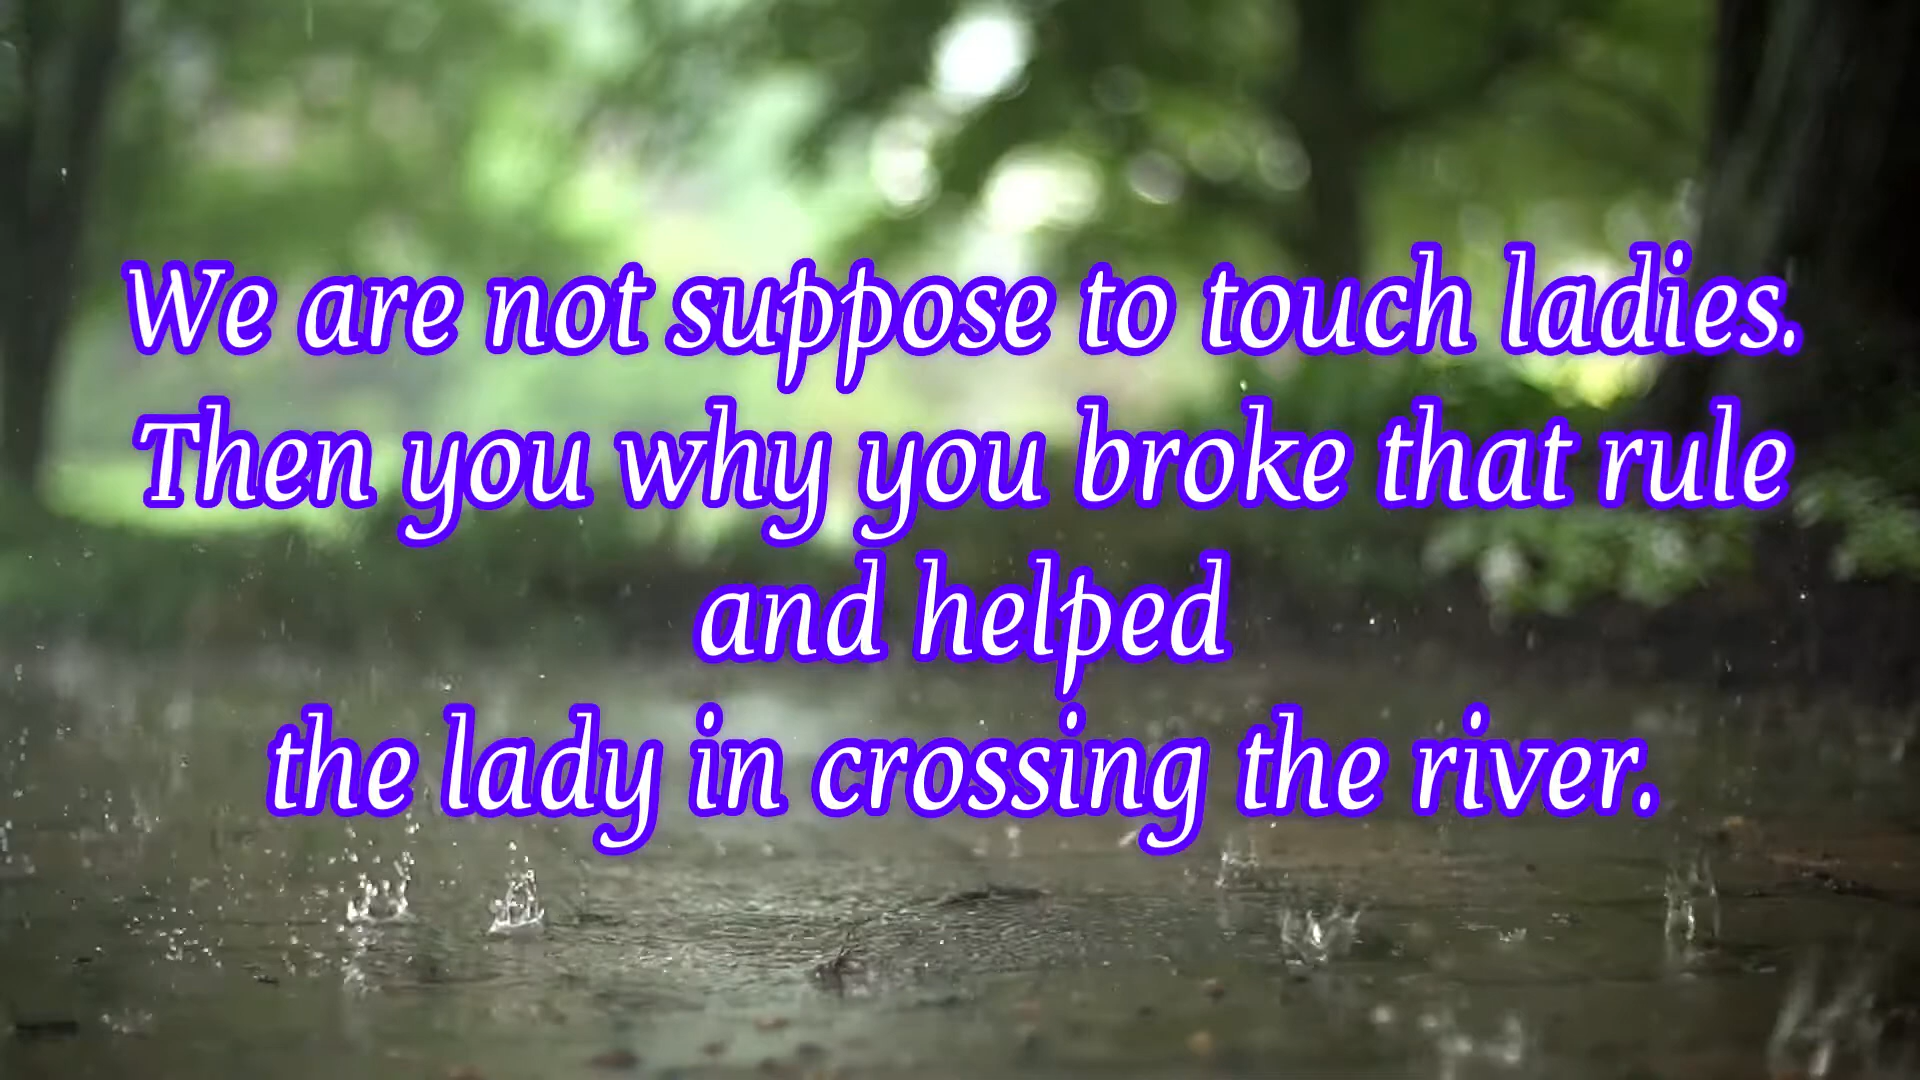 We are not suppose to touch ladies.
Then you why you broke that rule
and helped
the lady in crossing the river.